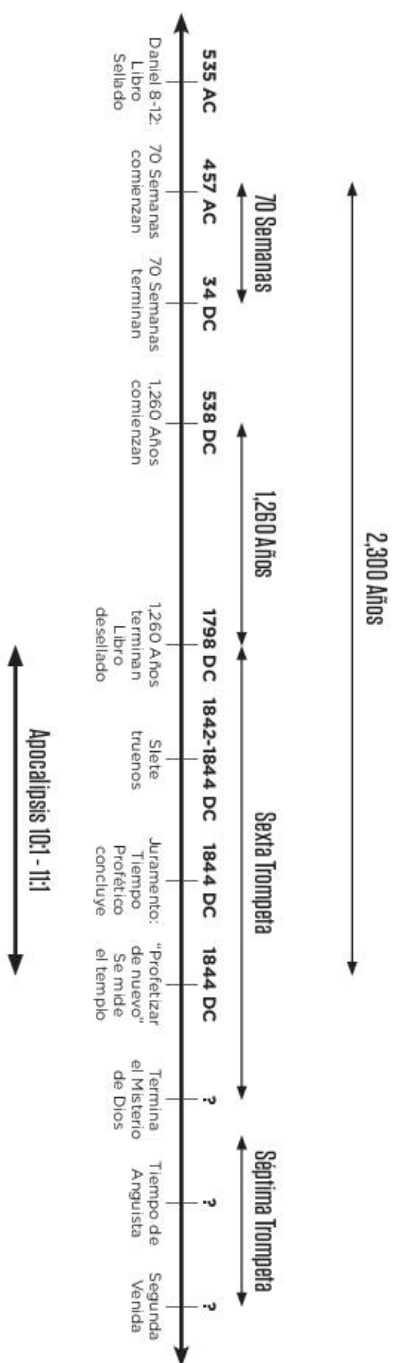 2,300 Años
70 Semanas
1,260 Años
Sexta Trompeta
Séptima Trompeta
535 AC
Daniel 8-12:
Libro
Sellado
457 AC
70 Semanas
comienzan
34 DC
70 Semanas
terminan
538 DC
1,260 Años
comienzan
1798 DC
1,260 Años
terminan
Libro
desellado
1842-1844 DC
Siete
truenos
1844 DC
Juramento:
Tiempo
Profético
concluye
1844 DC
"Profetizar
de nuevo"
Se mide
el templo
?
Termina
el Misterio
de Dios
?
Tiempo de
Anguista
?
Segunda
Venida
Apocalipsis 10:1 - 11:1